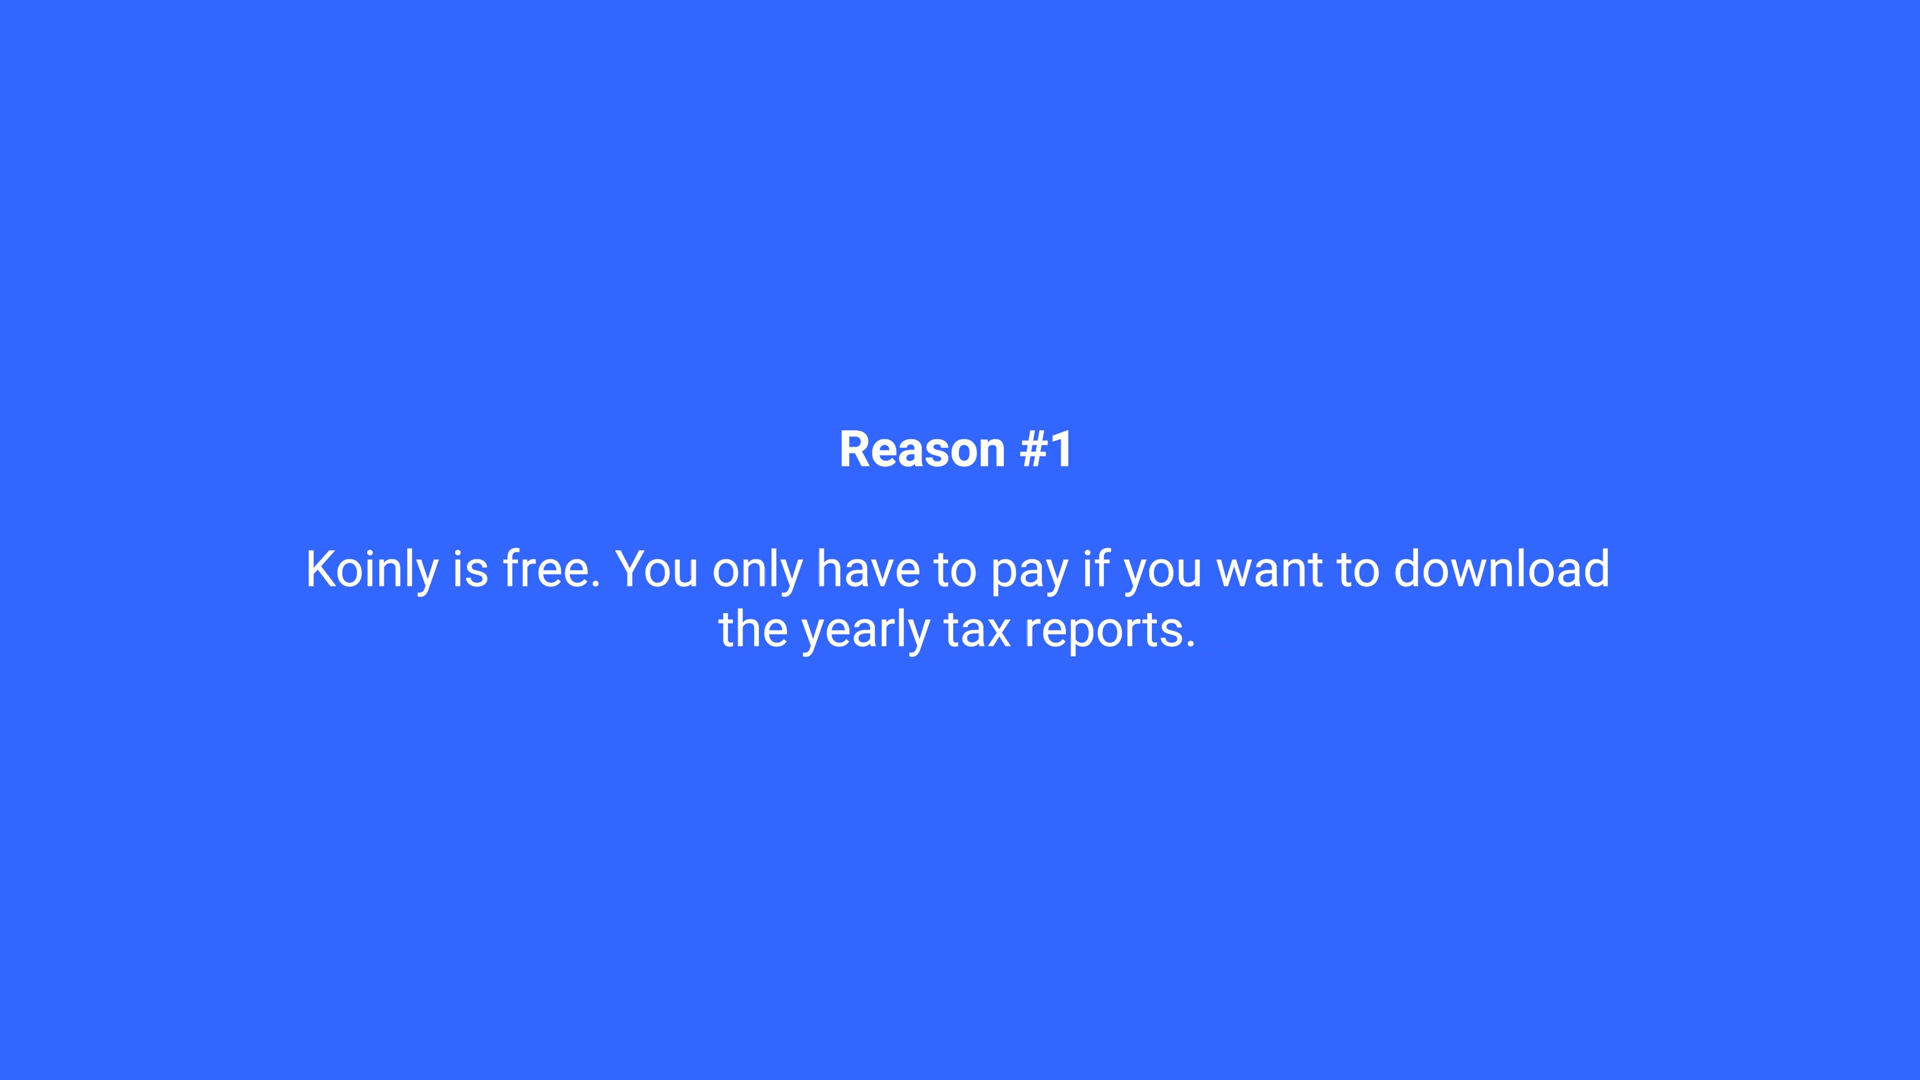 Reason #1
Koinly is free. You only have to pay if you want to download
the yearly tax reports.